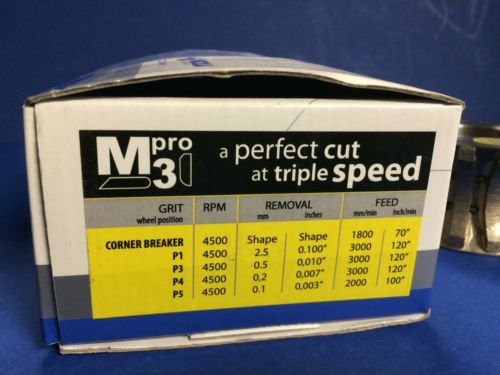 M3 pro
a perfect cut
at triple speed
GRIT RPM REMOVAL FEED
wheel position mm inches mm/min inch/min
CORNER BREAKER 4500 Shape Shape 1800 70"
P1 4500 2.5 0.100" 3000 120"
P3 4500 0.5 0,010" 3000 120"
P4 4500 0,2 0,007" 3000 120"
P5 4500 0.1 0,003" 2000 100"